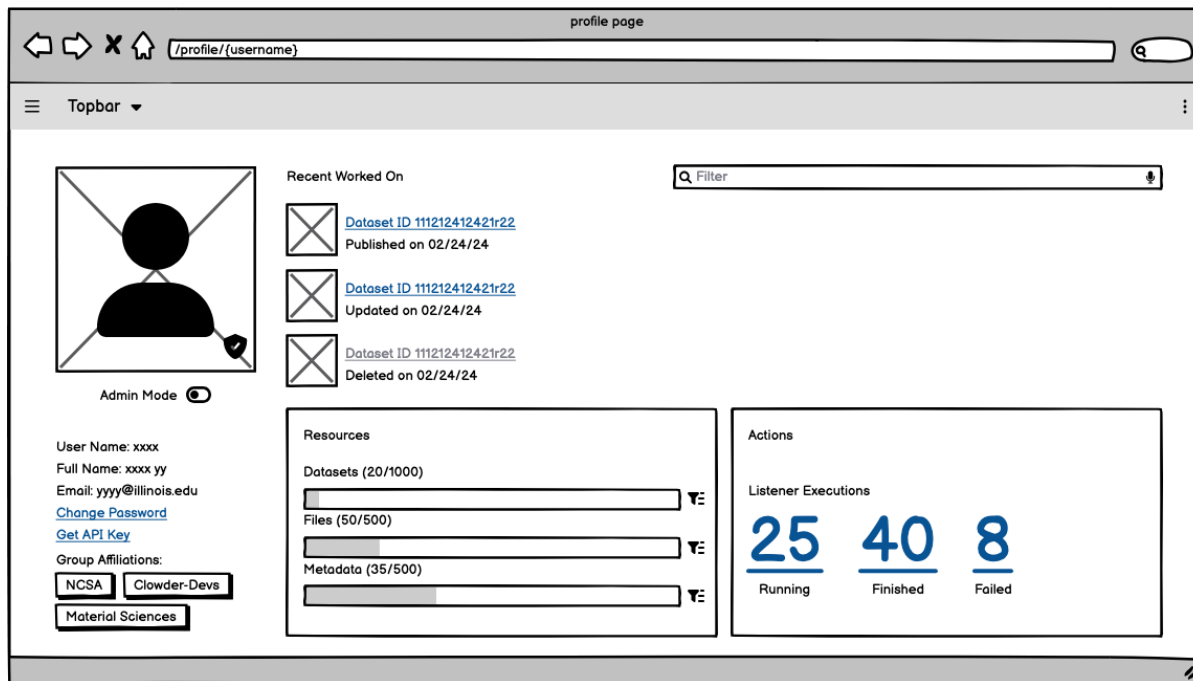 profile page
/profile/{username}
Topbar
Recent Worked On
Filter
Dataset ID 111212412421r22
Published on 02/24/24
Dataset ID 111212412421r22
Updated on 02/24/24
Dataset ID 111212412421r22
Deleted on 02/24/24
Admin Mode
User Name: xxxx
Full Name: xxxx yy
Email: yyyy@illinois.edu
Change Password
Get API Key
Group Affiliations:
NCSA Clowder-Devs
Material Sciences
Resources
Datasets (20/1000)
Files (50/500)
Metadata (35/500)
Actions
Listener Executions
25 40 8
Running Finished Failed